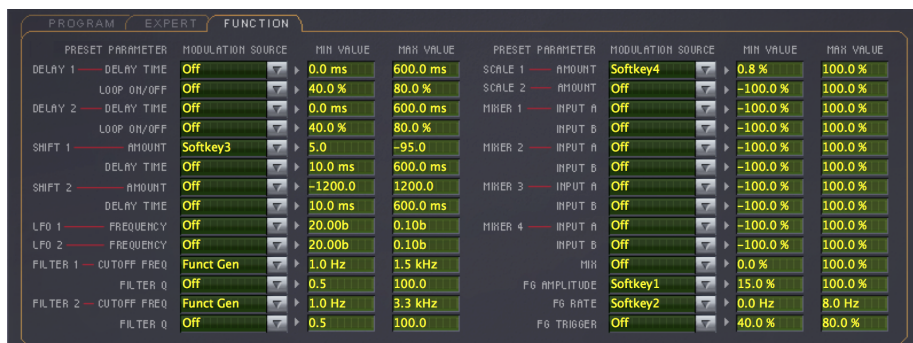 PROGRAM EXPERT FUNCTION
PRESET PARAMETER MODULATION SOURCE MIN VALUE MAX VALUE PRESET PARAMETER MODULATION SOURCE MIN VALUE MAX VALUE
DELAY 1 DELAY TIME Off 0.0 ms 600.0 ms SCALE 1 AMOUNT Softkey4 0.8 % 100.0 %
LOOP ON/OFF Off 40.0 % 80.0 % SCALE 2 AMOUNT Off -100.0 % 100.0 %
DELAY 2 DELAY TIME Off 0.0 ms 600.0 ms MIXER 1 INPUT A Off -100.0 % 100.0 %
LOOP ON/OFF Off 40.0 % 80.0 % INPUT B Off -100.0 % 100.0 %
SHIFT 1 AMOUNT Softkey3 5.0 -95.0 MIXER 2 INPUT A Off -100.0 % 100.0 %
DELAY TIME Off 10.0 ms 600.0 ms INPUT B Off -100.0 % 100.0 %
SHIFT 2 AMOUNT Off -1200.0 1200.0 MIXER 3 INPUT A Off -100.0 % 100.0 %
DELAY TIME Off 10.0 ms 600.0 ms INPUT B Off -100.0 % 100.0 %
LFO 1 FREQUENCY Off 20.00b 0.10b MIXER 4 INPUT A Off -100.0 % 100.0 %
LFO 2 FREQUENCY Off 20.00b 0.10b INPUT B Off -100.0 % 100.0 %
FILTER 1 CUTOFF FREQ Funct Gen 1.0 Hz 1.5 kHz MIX Off 0.0 % 100.0 %
FILTER Q Off 0.5 100.0 FG AMPLITUDE Softkey1 15.0 % 100.0 %
FILTER 2 CUTOFF FREQ Funct Gen 1.0 Hz 3.3 kHz FG RATE Softkey2 0.0 Hz 8.0 Hz
FILTER Q Off 0.5 100.0 FG TRIGGER Off 40.0 % 80.0 %